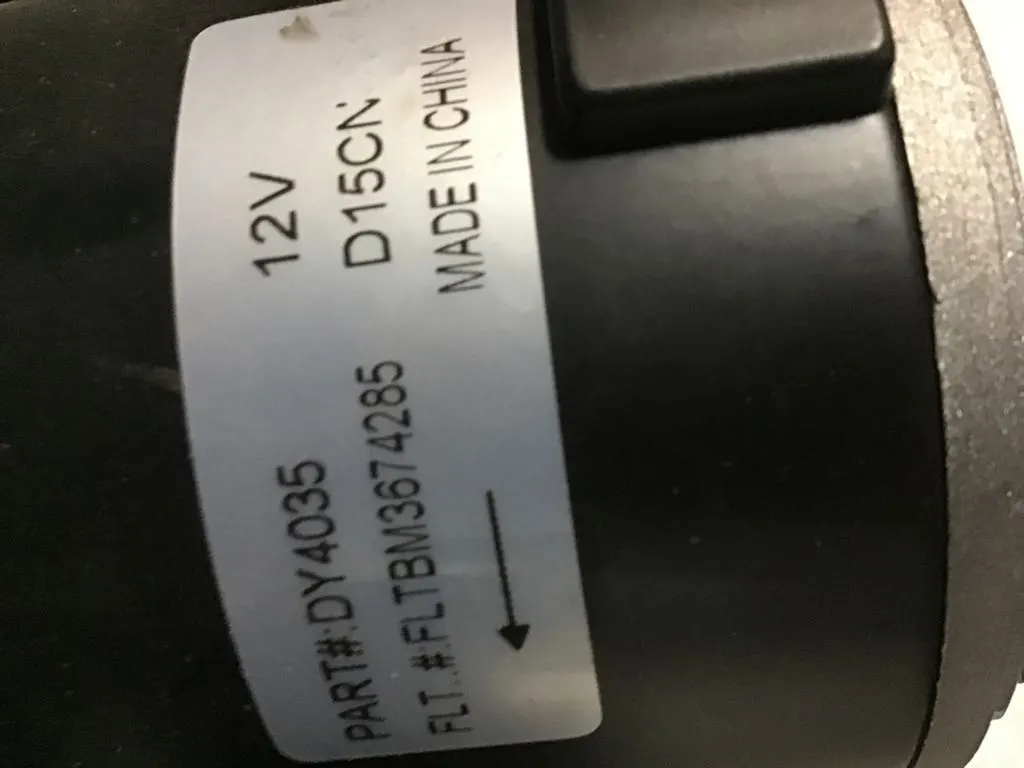 PART#:DY4035 12V
FLT.#:FLTBM3674285 D15CN
MADE IN CHINA